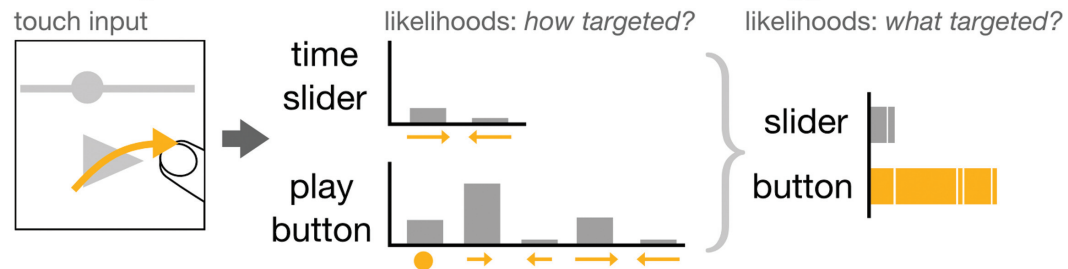 touch input
likelihoods: how targeted?
likelihoods: what targeted?
time
slider
play
button
slider
button